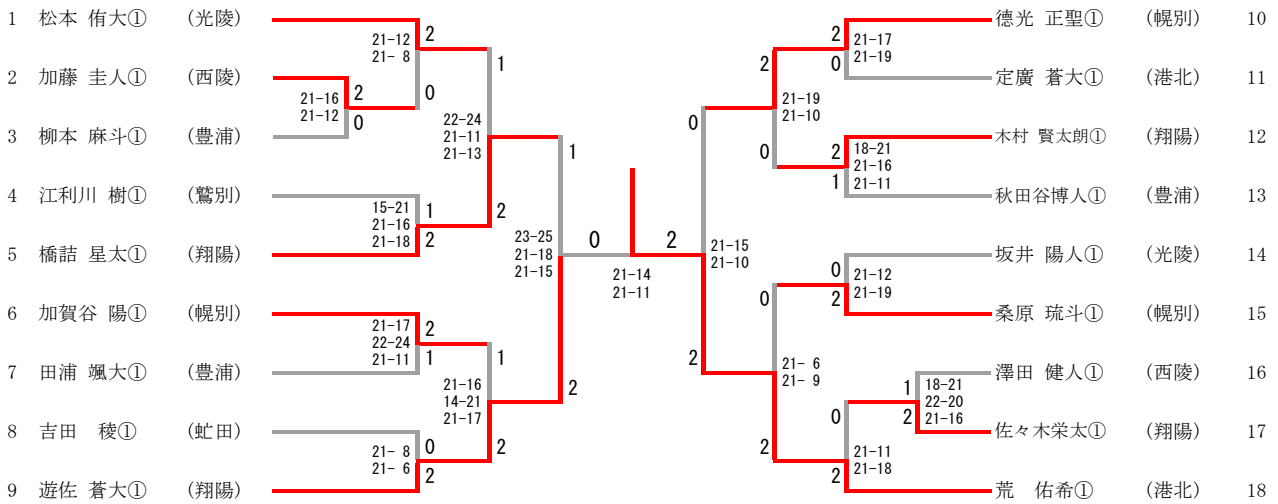 1 松本 侑大① (光陵)
2 加藤 圭人① (西陵)
3 柳本 麻斗① (豊浦)
4 江利川 樹① (鷲別)
5 橋詰 星太① (翔陽)
6 加賀谷 陽① (幌別)
7 田浦 颯大① (豊浦)
8 吉田 稜① (虻田)
9 遊佐 蒼大① (翔陽)
21-12 2
21- 8
0
21-16 2
21-12 0
1
22-24
21-11
21-13
2
15-21 1
21-16
21-18 2
1
23-25
21-18
21-15
2
21-17 2
22-24
21-11 1
1
21-16
14-21
21-17
2
21- 8 0
21- 6 2
0 2
21-14
21-11
0
21-15
21-10
2
2
21-19
21-10
0
2 21-17
0 21-19
2 18-21
21-16
1 21-11
0
21- 6
21- 9
2
0 21-12
2 21-19
1 18-21
22-20
2 21-16
0
21-11
21-18
2
德光 正聖① (幌別) 10
定廣 蒼大① (港北) 11
木村 賢太朗① (翔陽) 12
秋田谷博人① (豊浦) 13
坂井 陽人① (光陵) 14
桑原 琉斗① (幌別) 15
澤田 健人① (西陵) 16
佐々木栄太① (翔陽) 17
荒 佑希① (港北) 18